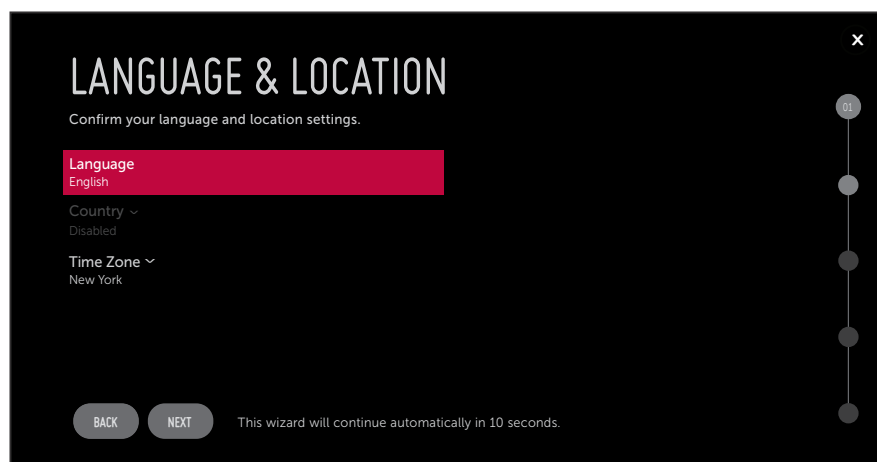 X
LANGUAGE & LOCATION
Confirm your language and location settings.
01
Language
English
Country
Disabled
Time Zone
New York
BACK NEXT This wizard will continue automatically in 10 seconds.